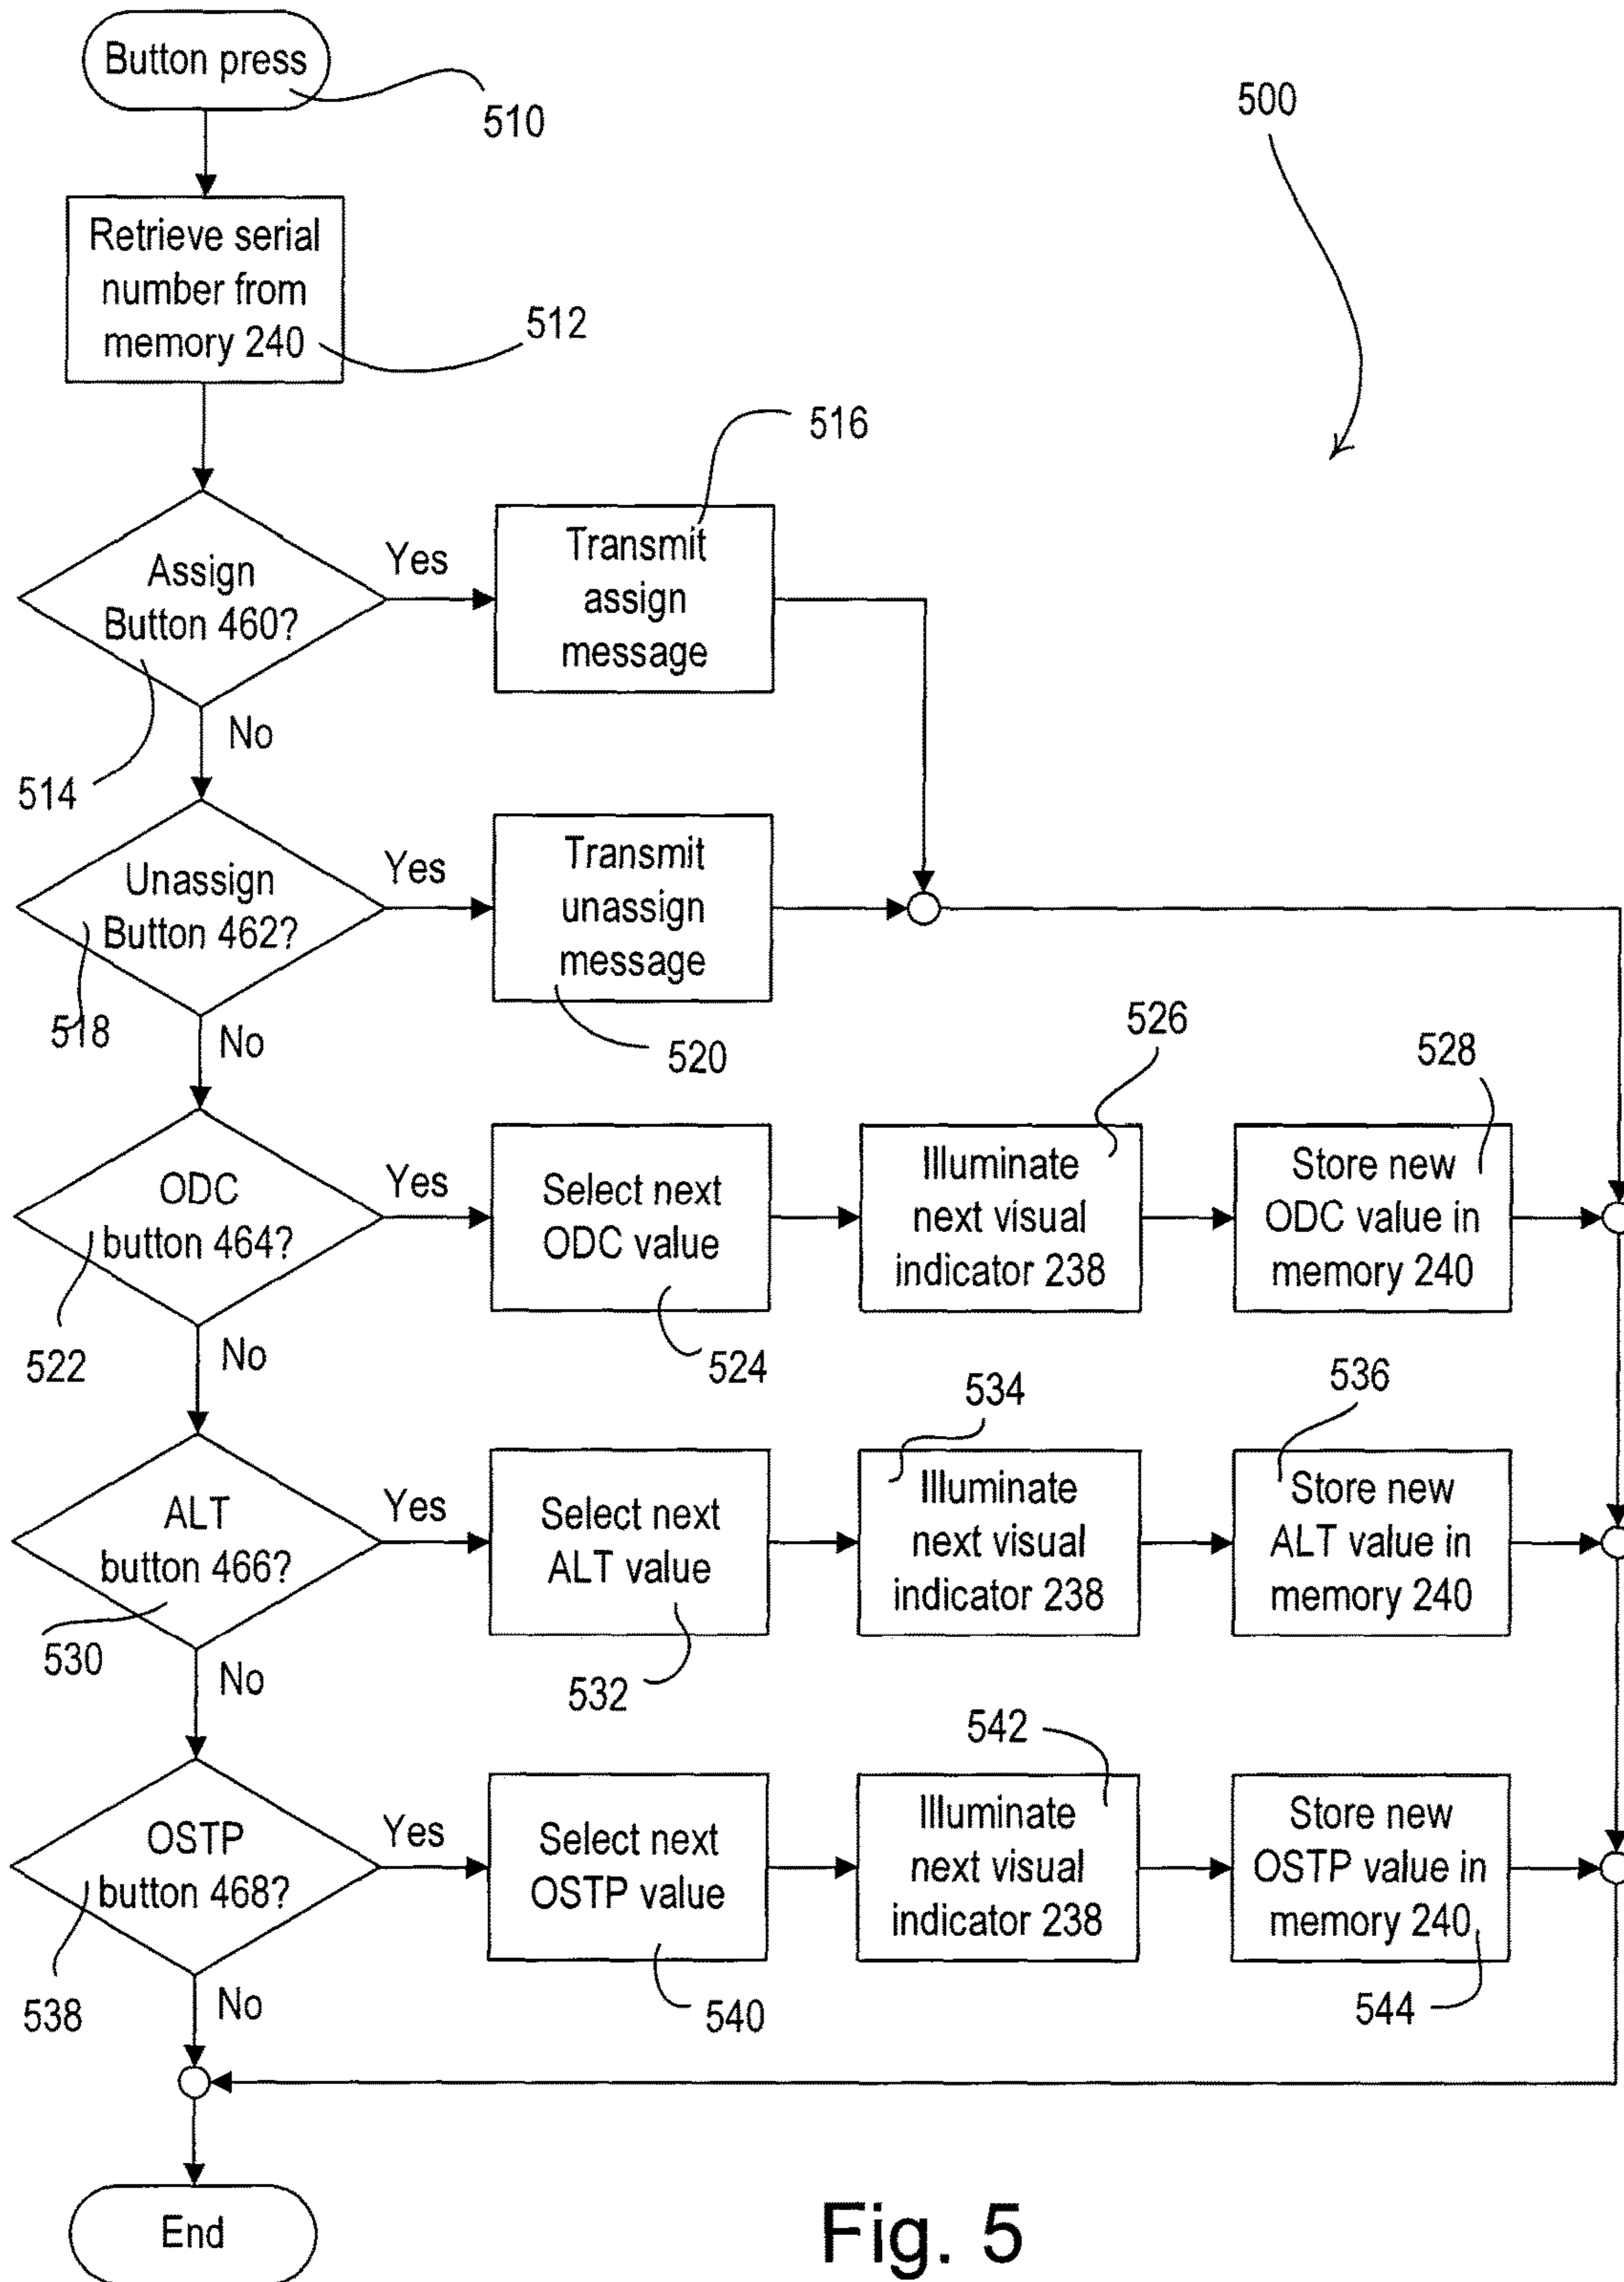 Button press
510
500
Retrieve serial
number from
memory 240
512
516
Assign
Button 460?
Yes
Transmit
assign
message
514
No
Unassign
Button 462?
Yes
Transmit
unassign
message
518
No
520
526
528
ODC
button 464?
Yes
Select next
ODC value
Illuminate
next visual
indicator 238
Store new
ODC value in
memory 240
522
No
524
534
536
ALT
button 466?
Yes
Select next
ALT value
Illuminate
next visual
indicator 238
Store new
ALT value in
memory 240
530
No
532
542
OSTP
button 468?
Yes
Select next
OSTP value
Illuminate
next visual
indicator 238
Store new
OSTP value in
memory 240
538
No
540
544
End
Fig. 5